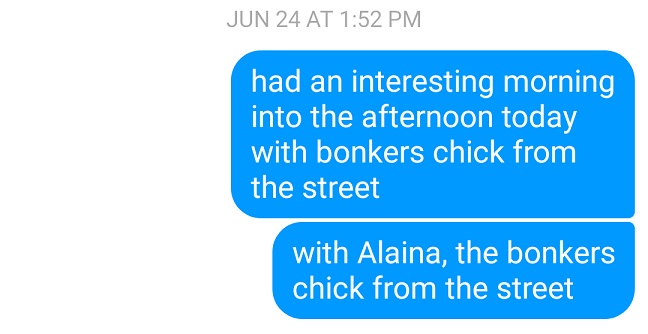 JUN 24 AT 1:52 PM
had an interesting morning
into the afternoon today
with bonkers chick from
the street
with Alaina, the bonkers
chick from the street